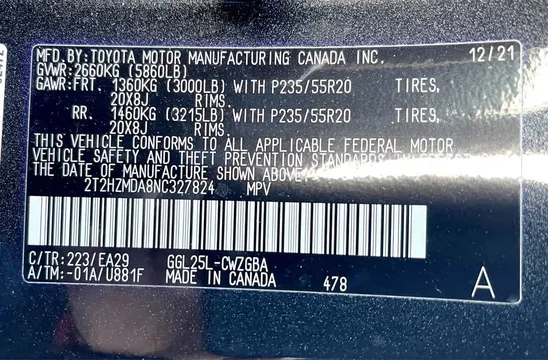 MFD.BY:TOYOTA MOTOR MANUFACTURING CANADA INC. 12/21
GVWR:2660KG (5860LB)
GAWR:FRT. 1360KG (3000LB) WITH P235/55R20 TIRES,
20X8J RIMS.
RR. 1460KG (3215LB) WITH P235/55R20 TIRES,
20X8J RIMS.
THIS VEHICLE CONFORMS TO ALL APPLICABLE FEDERAL MOTOR
VEHICLE SAFETY AND THEFT PREVENTION STANDARDS IN EFFECT ON
THE DATE OF MANUFACTURE SHOWN ABOVE.
2T2HZMDA8NC327824 MPV
C/TR:223/EA29 GGL25L-CWZGBA
A/TM:-01A/U881F MADE IN CANADA 478 A